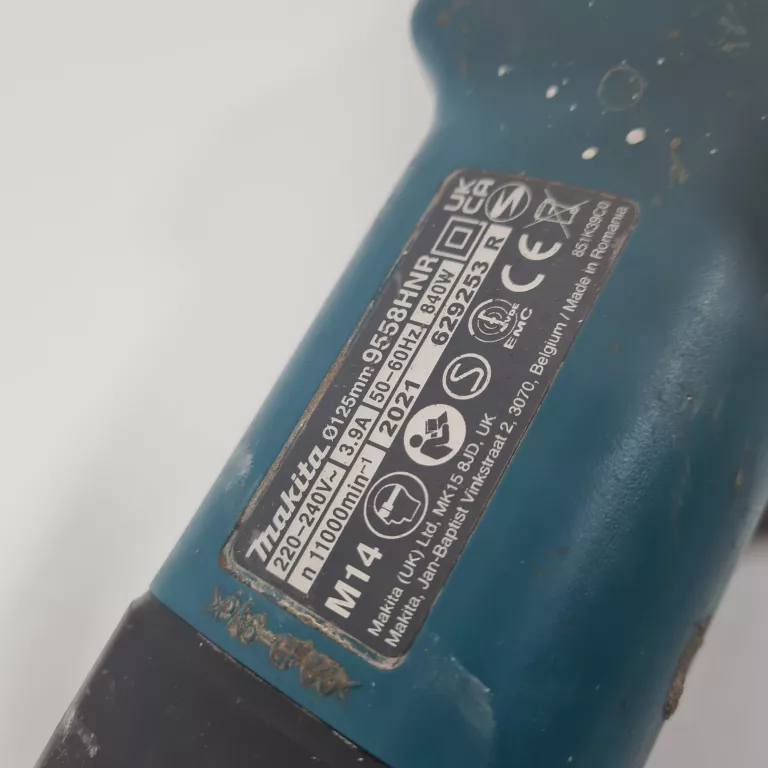 UK CA
makita Ø125mm 9558HNR
220-240V~ 3.9A 50-60Hz 840W
n 11000min-1 2021 629253 R
M14 S VDE EMC CE
Makita (UK) Ltd, MK15 8JD, UK 851K39C0
Makita, Jan-Baptist Vinkstraat 2, 3070, Belgium / Made in Romania